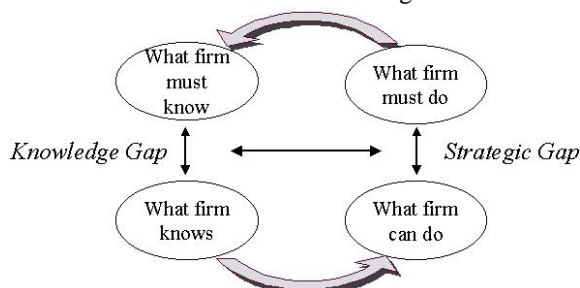 What firm
must
know
What firm
must do
Knowledge Gap
Strategic Gap
What firm
knows
What firm
can do